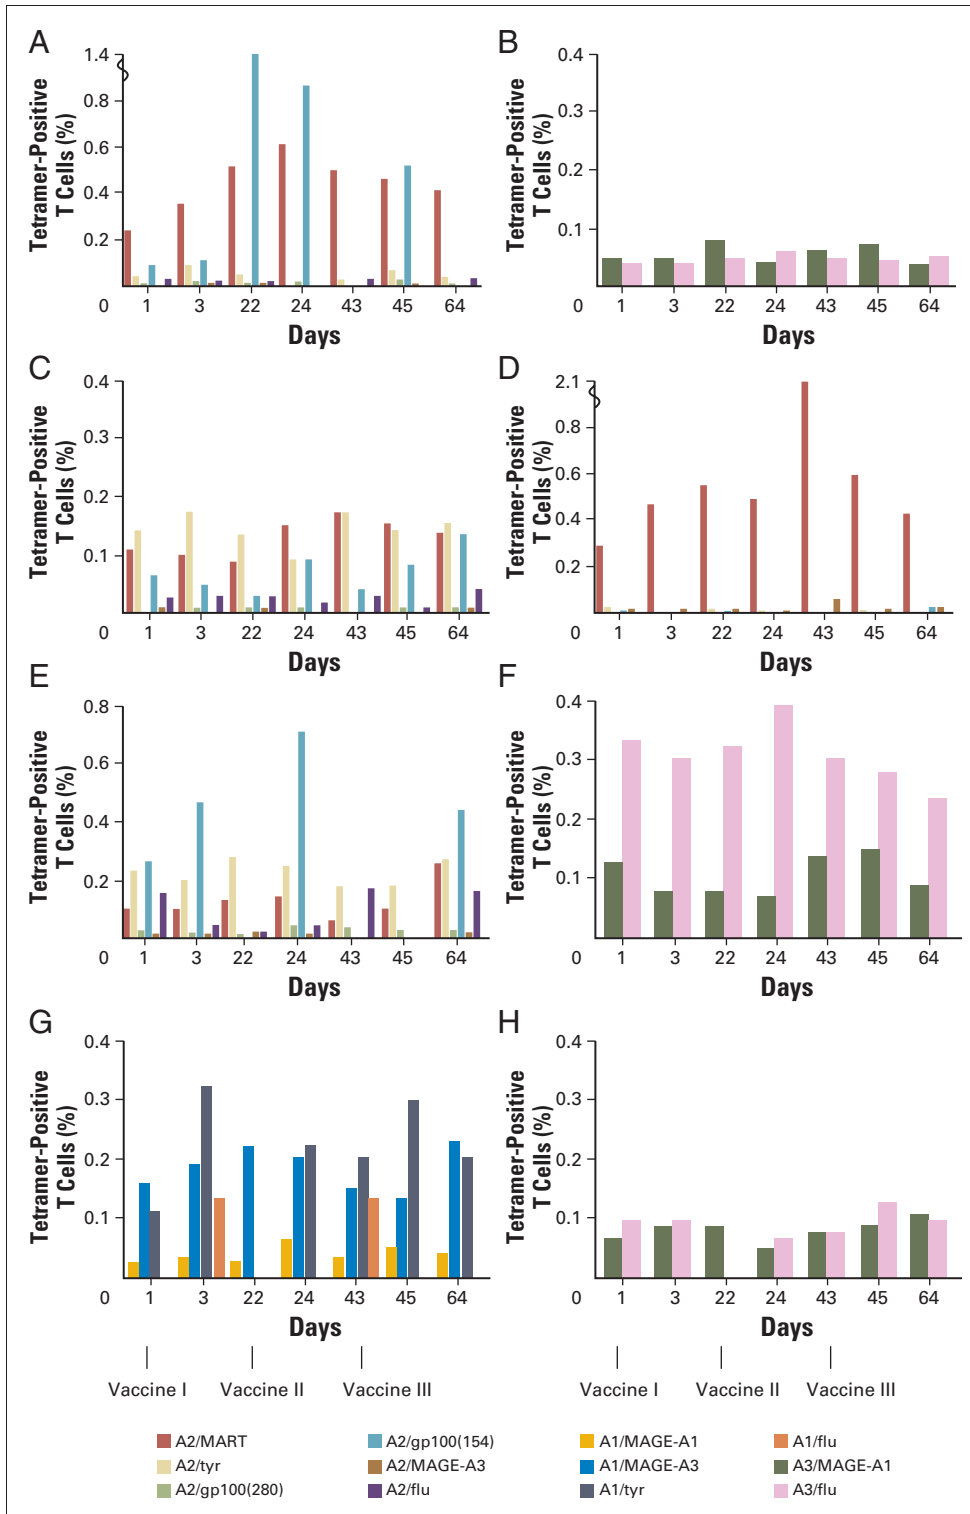 A
Tetramer-Positive
T Cells (%)
1.4
0.8
0.6
0.4
0.2
0
1 3 22 24 43 45 64
Days
B
Tetramer-Positive
T Cells (%)
0.4
0.3
0.2
0.1
0
1 3 22 24 43 45 64
Days
C
Tetramer-Positive
T Cells (%)
0.4
0.3
0.2
0.1
0
1 3 22 24 43 45 64
Days
D
Tetramer-Positive
T Cells (%)
2.1
0.8
0.6
0.4
0.2
0
1 3 22 24 43 45 64
Days
E
Tetramer-Positive
T Cells (%)
0.8
0.6
0.4
0.2
0
1 3 22 24 43 45 64
Days
F
Tetramer-Positive
T Cells (%)
0.4
0.3
0.2
0.1
0
1 3 22 24 43 45 64
Days
G
Tetramer-Positive
T Cells (%)
0.4
0.3
0.2
0.1
0
1 3 22 24 43 45 64
Days
H
Tetramer-Positive
T Cells (%)
0.4
0.3
0.2
0.1
0
1 3 22 24 43 45 64
Days
Vaccine I Vaccine II Vaccine III
Vaccine I Vaccine II Vaccine III
A2/MART
A2/tyr
A2/gp100(280)
A2/gp100(154)
A2/MAGE-A3
A2/flu
A1/MAGE-A1
A1/MAGE-A3
A1/tyr
A1/flu
A3/MAGE-A1
A3/flu